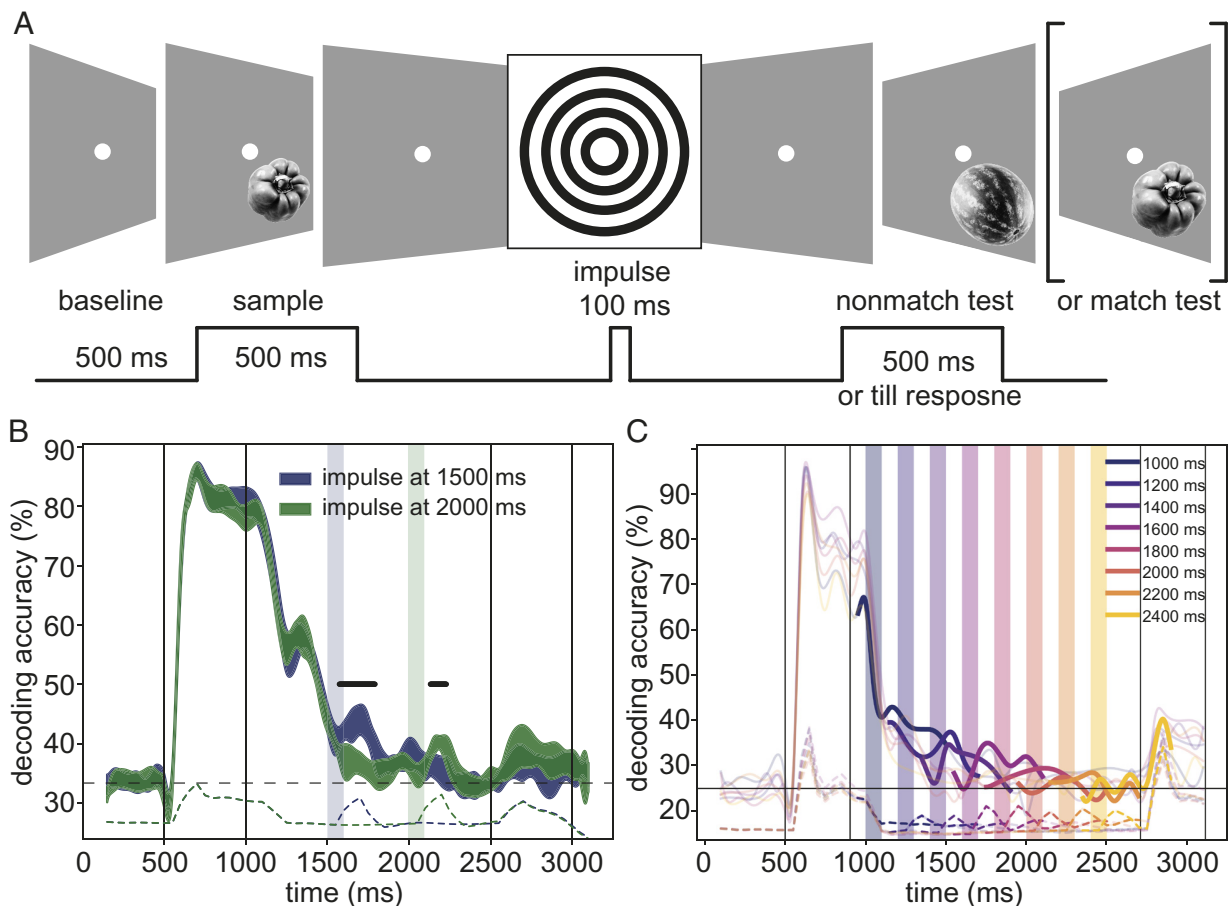 A
baseline
sample
impulse
100 ms
nonmatch test
or match test
500 ms
500 ms
500 ms
or till resposne
B
decoding accuracy (%)
90
80
70
60
50
40
30
impulse at 1500 ms
impulse at 2000 ms
0
500
1000
1500
2000
2500
3000
time (ms)
C
decoding accuracy (%)
90
80
70
60
50
40
30
20
1000 ms
1200 ms
1400 ms
1600 ms
1800 ms
2000 ms
2200 ms
2400 ms
0
500
1000
1500
2000
2500
3000
time (ms)